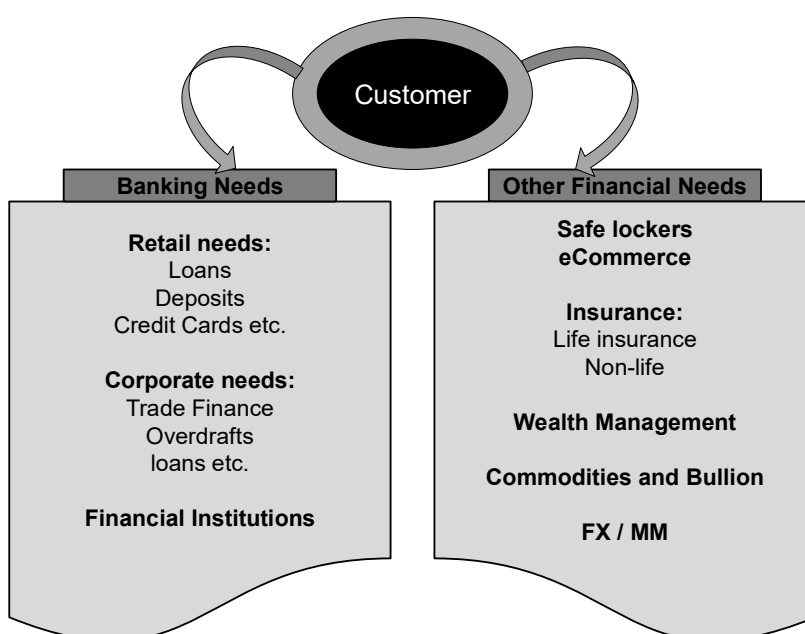 Customer
Banking Needs
Retail needs:
Loans
Deposits
Credit Cards etc.
Corporate needs:
Trade Finance
Overdrafts
loans etc.
Financial Institutions
Other Financial Needs
Safe lockers
eCommerce
Insurance:
Life insurance
Non-life
Wealth Management
Commodities and Bullion
FX / MM